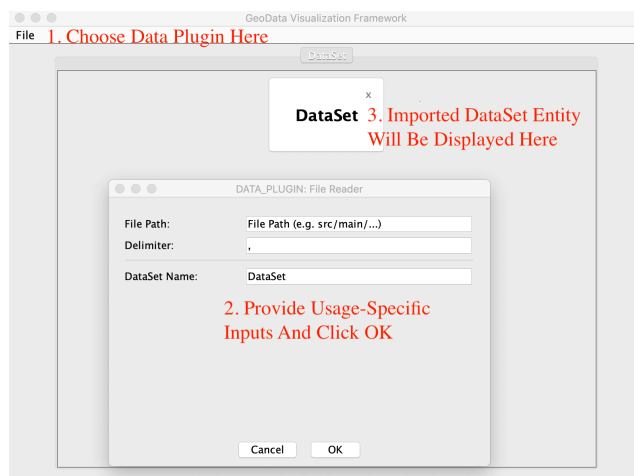 GeoData Visualization Framework
File 1. Choose Data Plugin Here
DataSet
x
DataSet 3. Imported DataSet Entity
Will Be Displayed Here
DATA_PLUGIN: File Reader
File Path: File Path (e.g. src/main/...)
Delimiter: ,
DataSet Name: DataSet
2. Provide Usage-Specific
Inputs And Click OK
Cancel OK